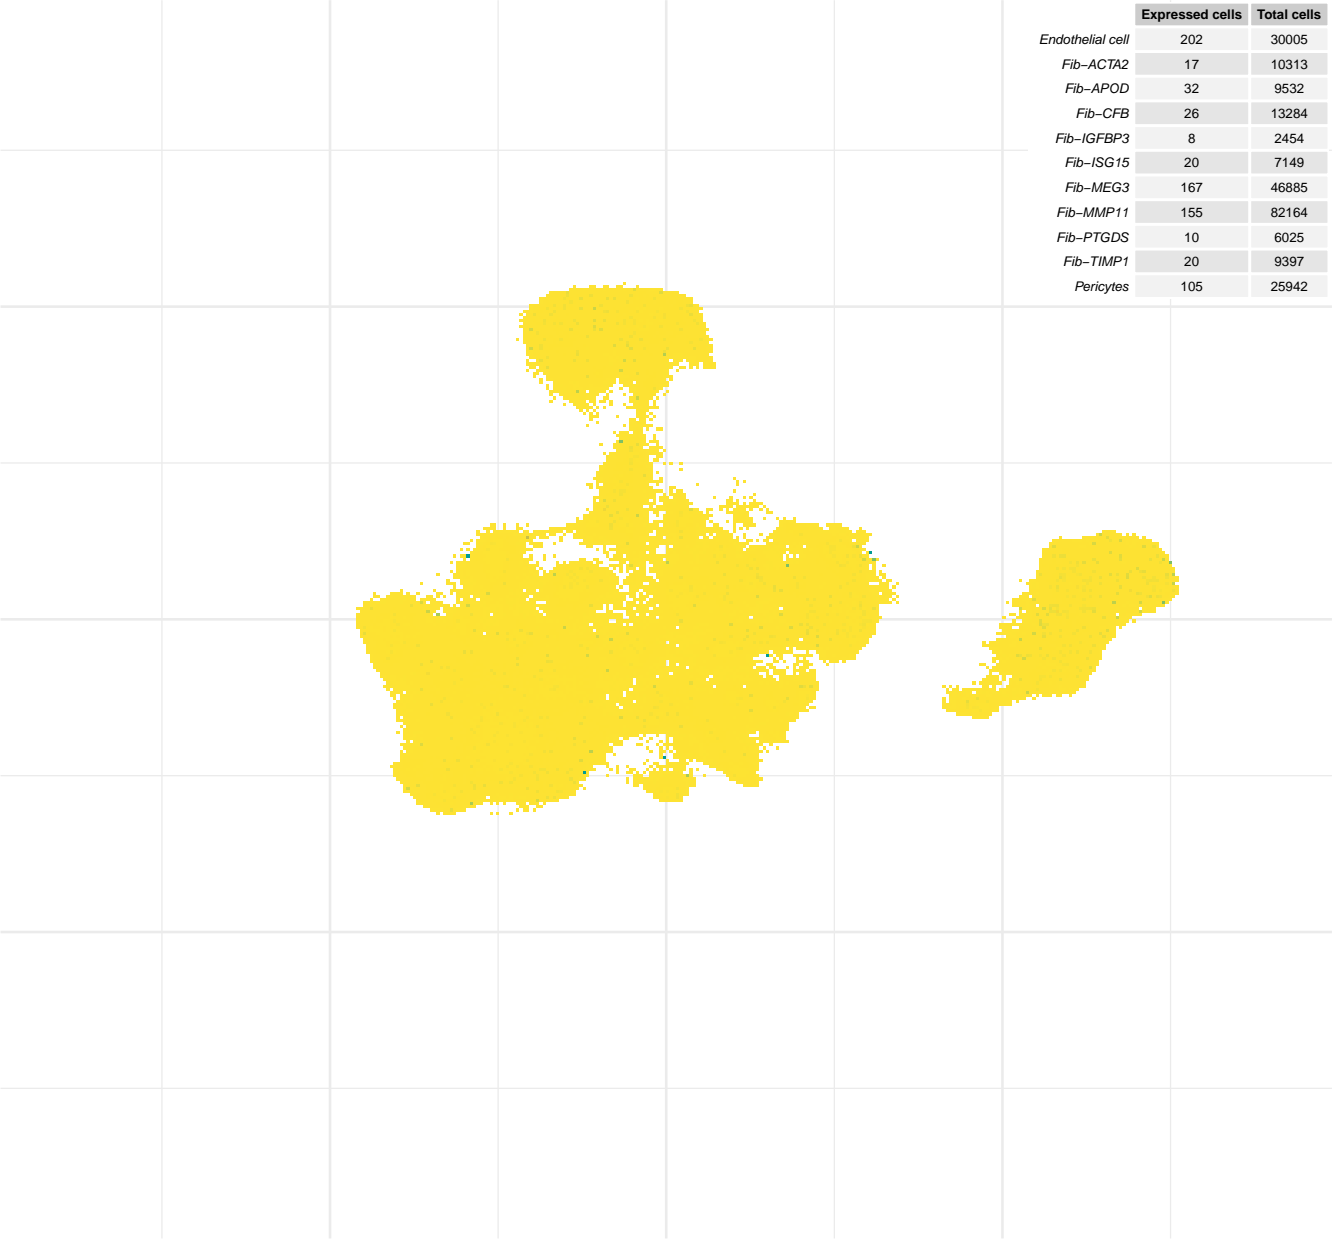 Expressed cells Total cells
Endothelial cell 202 30005
Fib−ACTA2 17 10313
Fib−APOD 32 9532
Fib−CFB 26 13284
Fib−IGFBP3 8 2454
Fib−ISG15 20 7149
Fib−MEG3 167 46885
Fib−MMP11 155 82164
Fib−PTGDS 10 6025
Fib−TIMP1 20 9397
Pericytes 105 25942